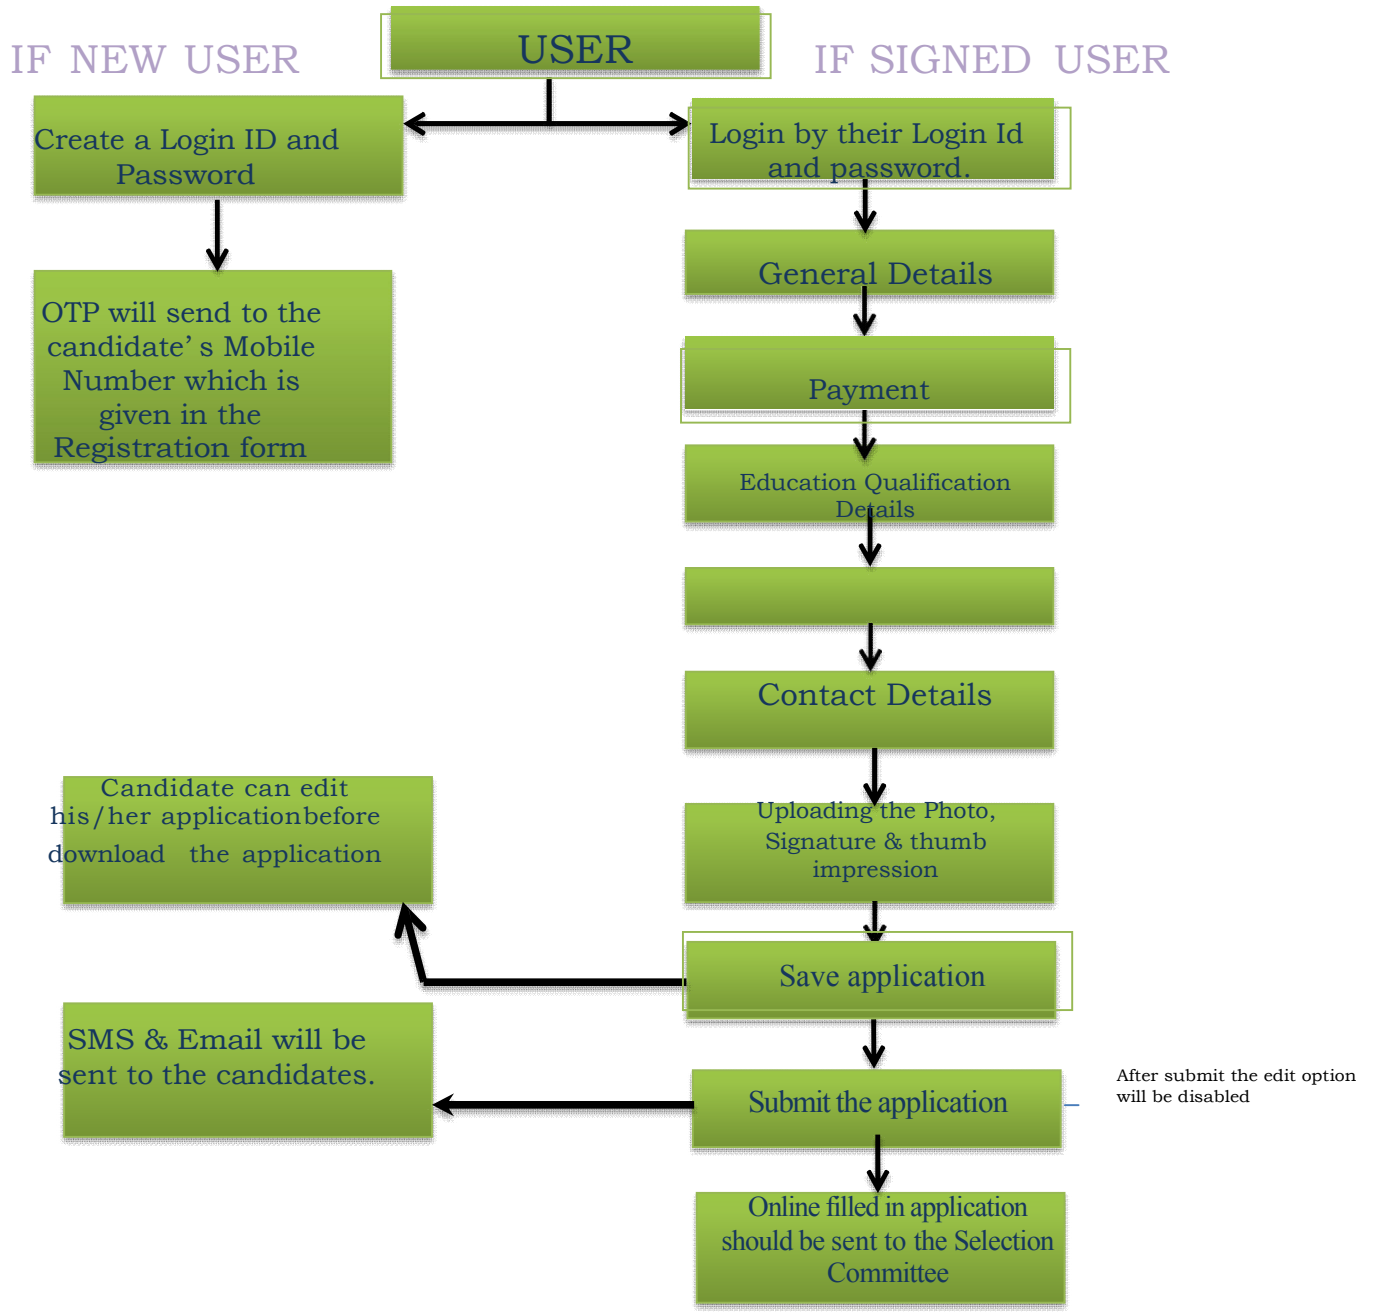 USER
IF NEW USER
IF SIGNED USER
Create a Login ID and
Password
Login by their Login Id
and password.
OTP will send to the
candidate’ s Mobile
Number which is
given in the
Registration form
General Details
Payment
Education Qualification
Details
Contact Details
Candidate can edit
his/her applicationbefore
download the application
Uploading the Photo,
Signature & thumb
impression
Save application
SMS & Email will be
sent to the candidates.
Submit the application
After submit the edit option
will be disabled
Online filled in application
should be sent to the Selection
Committee